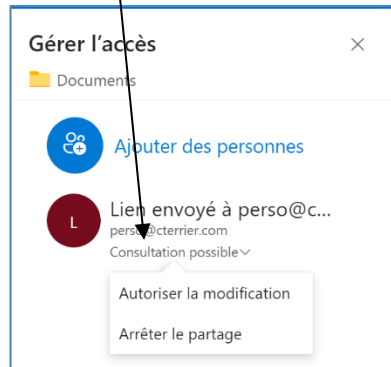 Gérer l'accès
Documents
Ajouter des personnes
L
Lien envoyé à perso@c...
perso@cterrier.com
Consultation possible
Autoriser la modification
Arrêter le partage